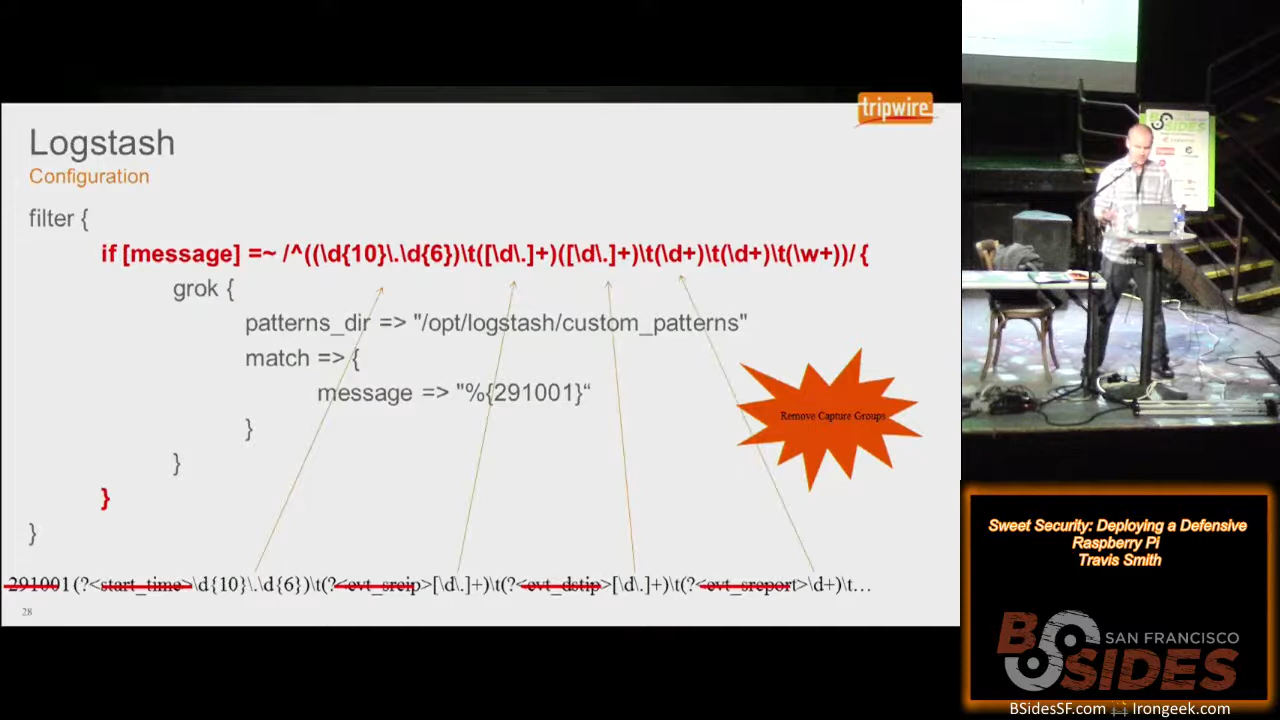 tripwire
Logstash
Configuration
filter {
if [message] =~ /^((\d{10}\.\d{6})\t([\d\.]+)([\d\.]+)\t(\d+)\t(\d+)\t(\w+))/ {
grok {
patterns_dir => "/opt/logstash/custom_patterns"
match => {
message => "%{291001}“
}
}
}
}
Remove Capture Groups
291001(?<start_time>\d{10}\.\d{6})\t(?<evt_srcip>[\d\.]+)\t(?<evt_dstip>[\d\.]+)\t(?<evt_srcport>\d+)\t…
28
BSIDES
Sweet Security: Deploying a Defensive
Raspberry Pi
Travis Smith
BSIDES
SAN FRANCISCO
BSidesSF.com
Irongeek.com